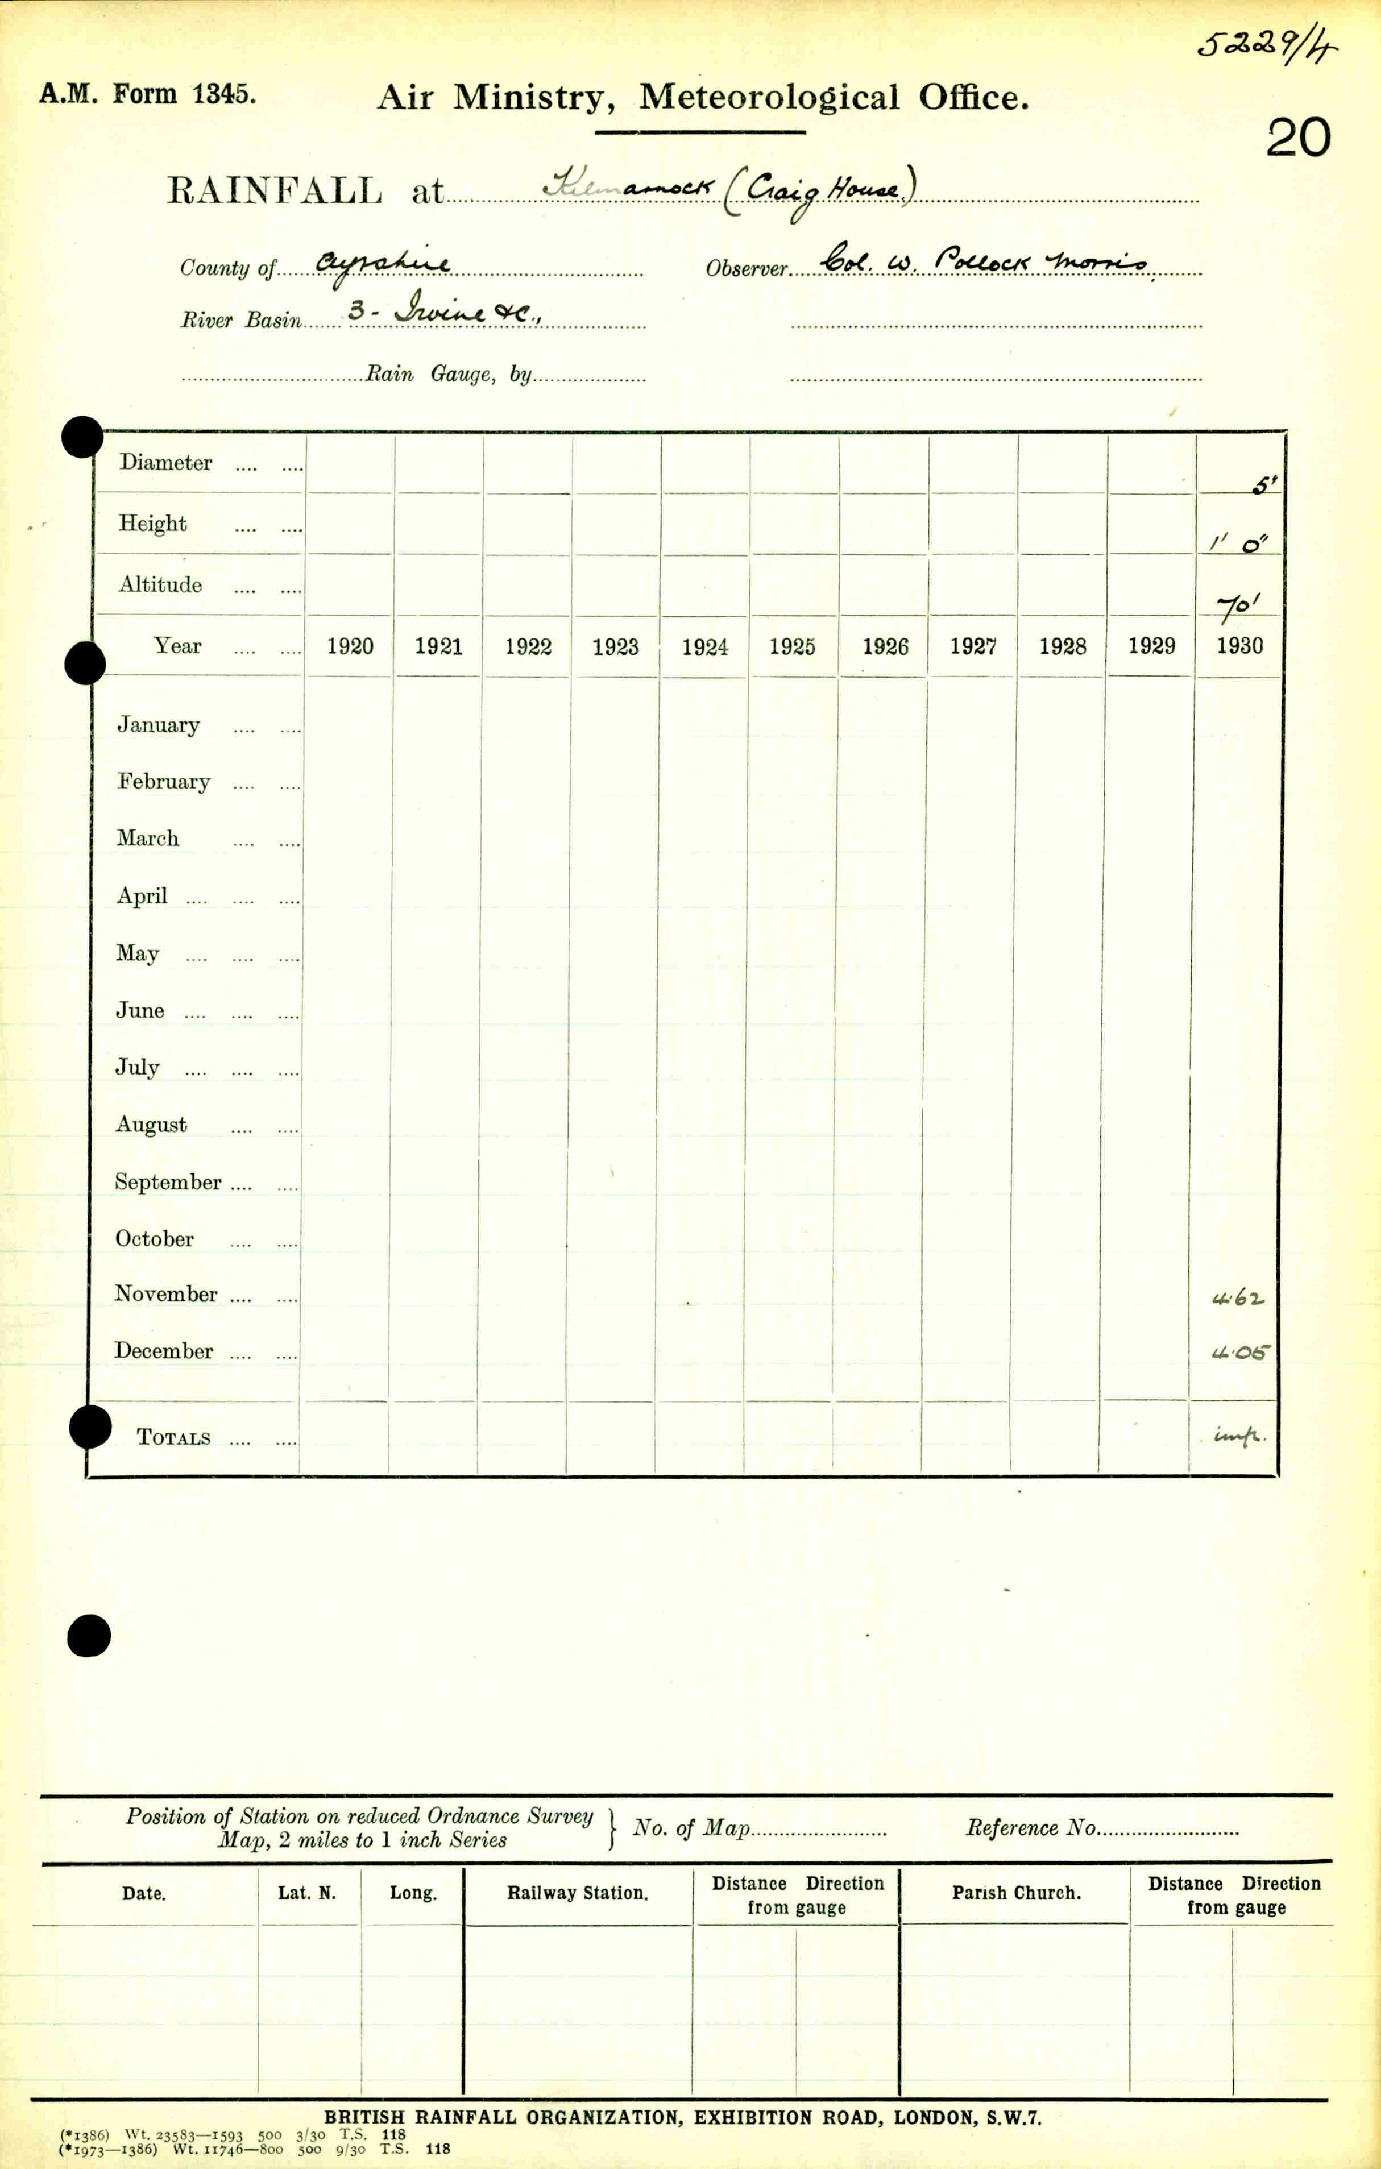 5229/4
A.M. Form 1345. Air Ministry, Meteorological Office.
20
RAINFALL at Kilmarnock (Craig House.)
County of Ayrshire Observer Col. W. Pollock Morris.
River Basin 3 - Irvine &c.,
Rain Gauge, by
Diameter 5"
Height 1' 0"
Altitude 70'
Year 1920 1921 1922 1923 1924 1925 1926 1927 1928 1929 1930
January
February
March
April
May
June
July
August
September
October
November 4.62
December 4.05
TOTALS imp.
Position of Station on reduced Ordnance Survey
Map, 2 miles to 1 inch Series } No. of Map Reference No.
Date. Lat. N. Long. Railway Station. Distance Direction from gauge Parish Church. Distance Direction from gauge
BRITISH RAINFALL ORGANIZATION, EXHIBITION ROAD, LONDON, S.W.7.
(*1386) Wt. 23583—1593 500 3/30 T.S. 118
(*1973—1386) Wt. 11746—800 500 9/30 T.S. 118